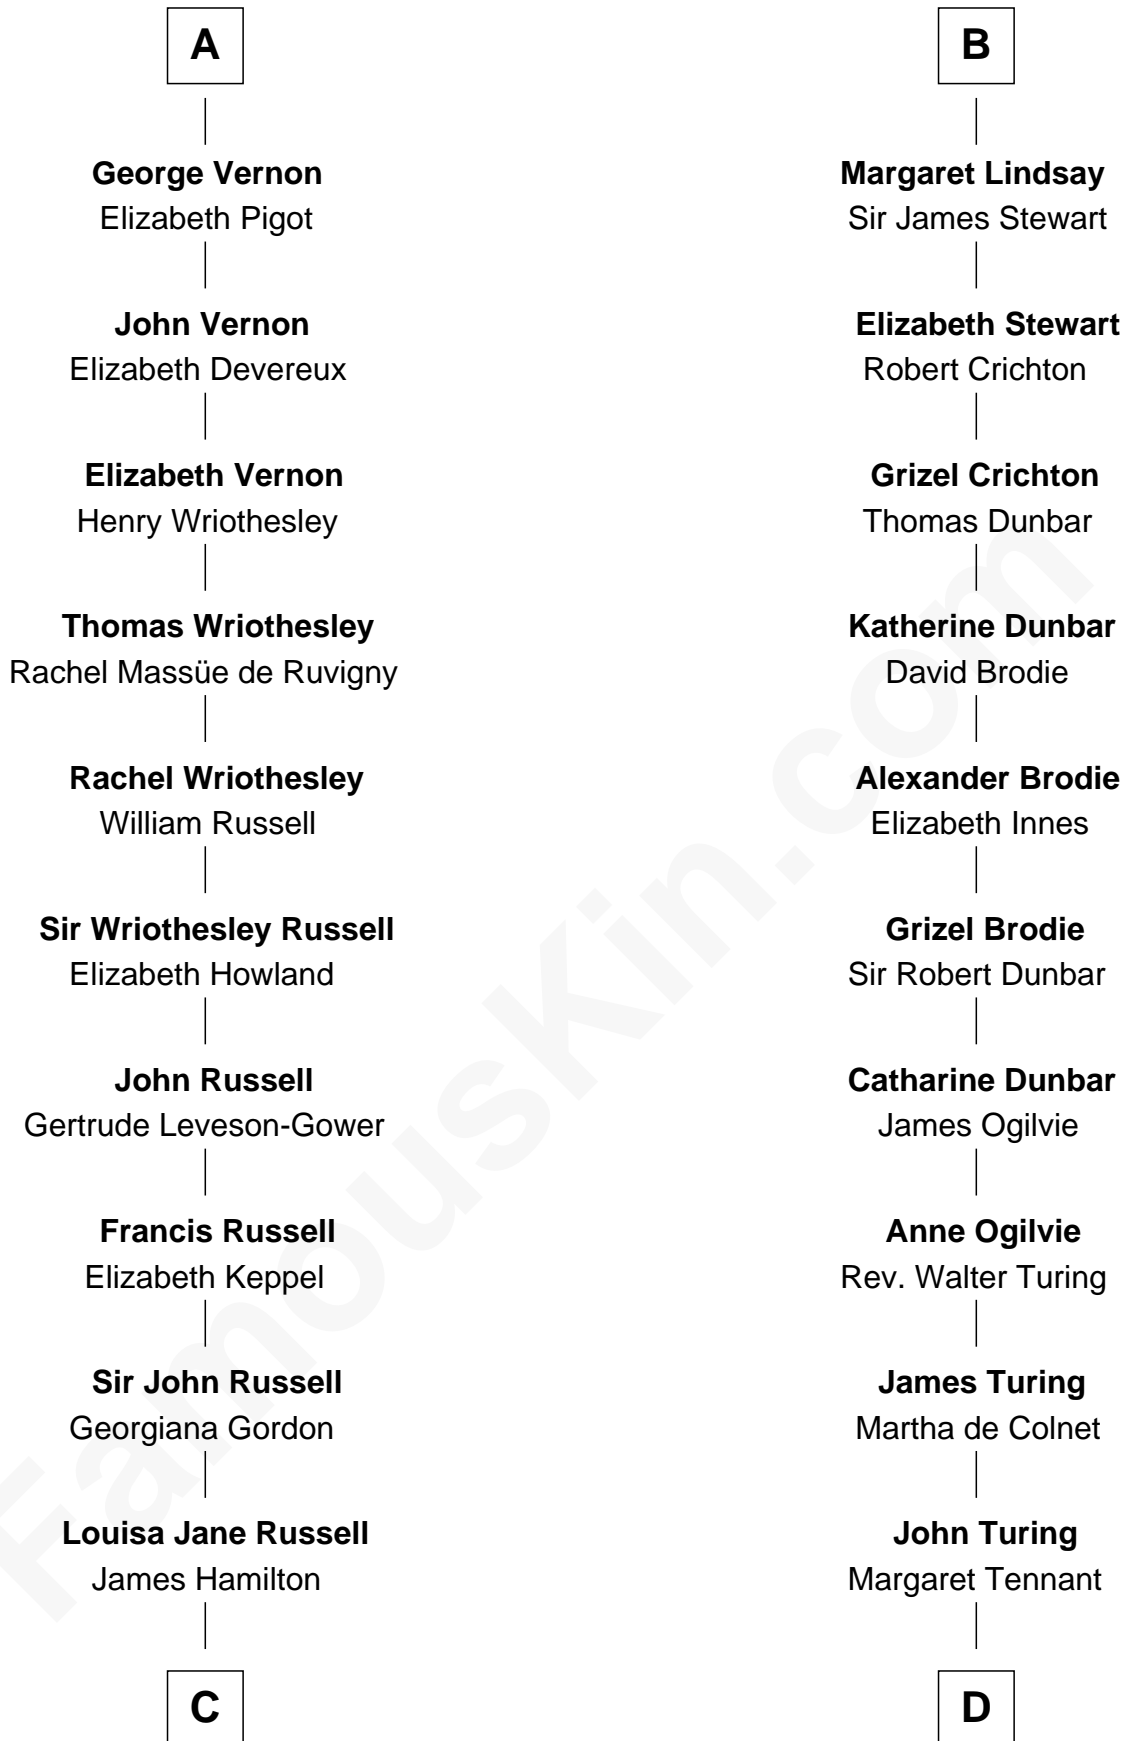 A
George Vernon
Elizabeth Pigot
John Vernon
Elizabeth Devereux
Elizabeth Vernon
Henry Wriothesley
Thomas Wriothesley
Rachel Massüe de Ruvigny
Rachel Wriothesley
William Russell
Sir Wriothesley Russell
Elizabeth Howland
John Russell
Gertrude Leveson-Gower
Francis Russell
Elizabeth Keppel
Sir John Russell
Georgiana Gordon
Louisa Jane Russell
James Hamilton
C
B
Margaret Lindsay
Sir James Stewart
Elizabeth Stewart
Robert Crichton
Grizel Crichton
Thomas Dunbar
Katherine Dunbar
David Brodie
Alexander Brodie
Elizabeth Innes
Grizel Brodie
Sir Robert Dunbar
Catharine Dunbar
James Ogilvie
Anne Ogilvie
Rev. Walter Turing
James Turing
Martha de Colnet
John Turing
Margaret Tennant
D
FamousKin.com